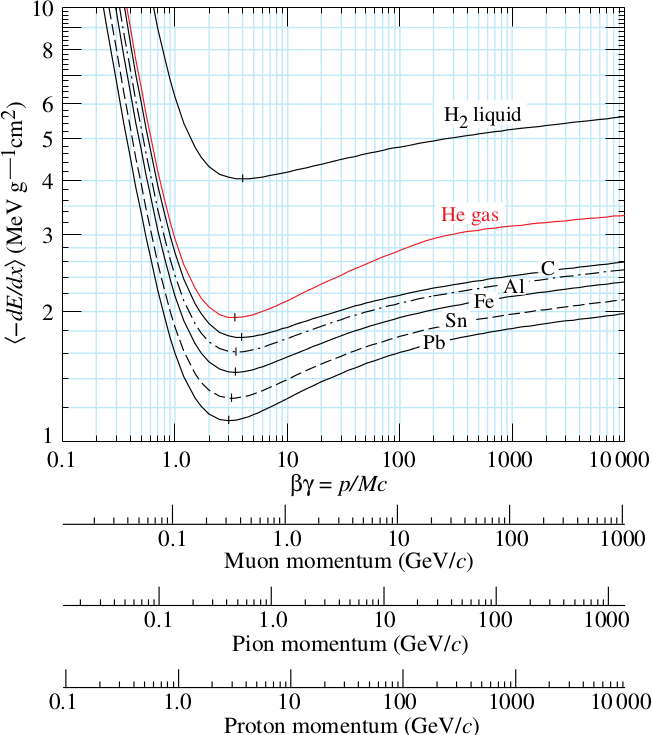 10
8
6
5
4
3
2
1
⟨−dE/dx⟩ (MeV g—1cm2)
H2 liquid
He gas
C
Al
Fe
Sn
Pb
0.1 1.0 10 100 1000 10 000
βγ = p/Mc
0.1 1.0 10 100 1000
Muon momentum (GeV/c)
0.1 1.0 10 100 1000
Pion momentum (GeV/c)
0.1 1.0 10 100 1000 10 000
Proton momentum (GeV/c)